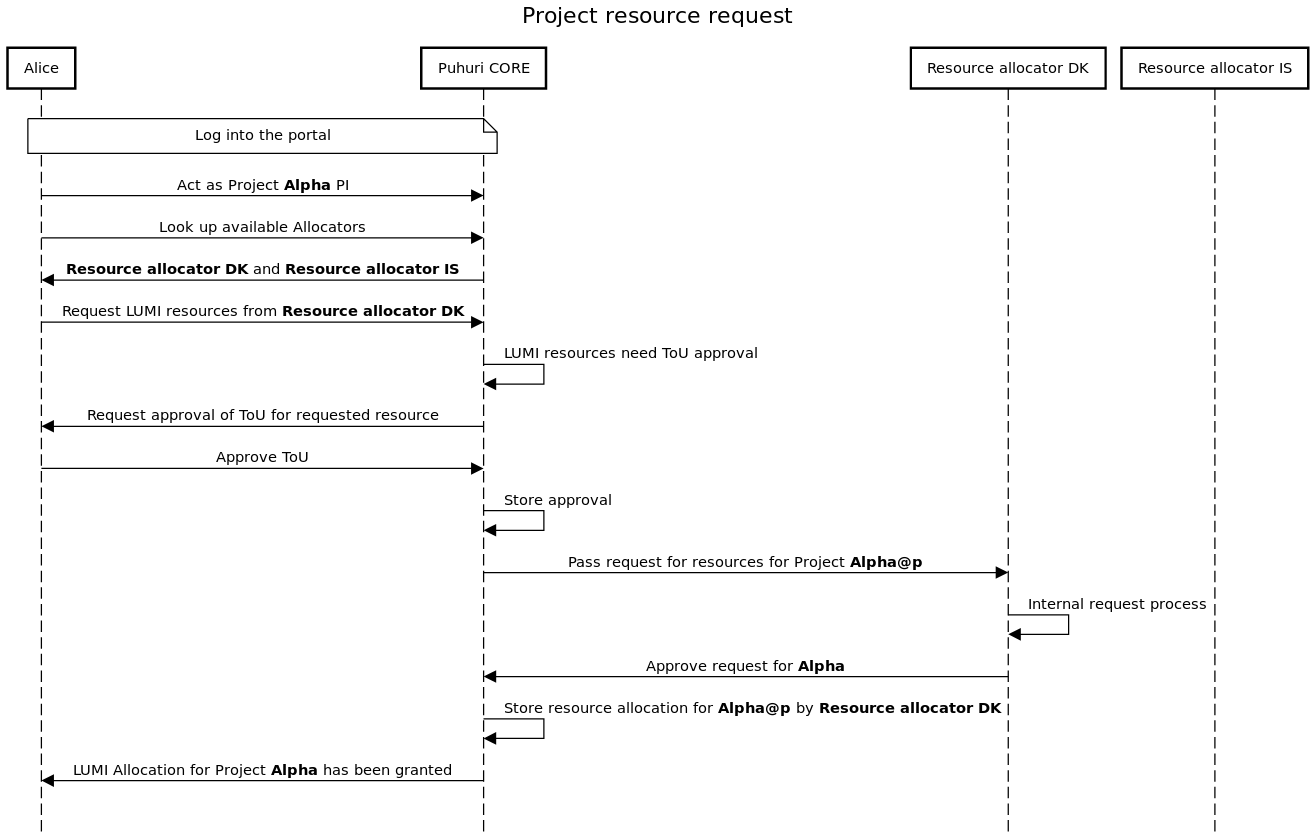 Project resource request
Alice
Puhuri CORE
Resource allocator DK
Resource allocator IS
Log into the portal
Act as Project Alpha PI
Look up available Allocators
Resource allocator DK and Resource allocator IS
Request LUMI resources from Resource allocator DK
LUMI resources need ToU approval
Request approval of ToU for requested resource
Approve ToU
Store approval
Pass request for resources for Project Alpha@p
Internal request process
Approve request for Alpha
Store resource allocation for Alpha@p by Resource allocator DK
LUMI Allocation for Project Alpha has been granted